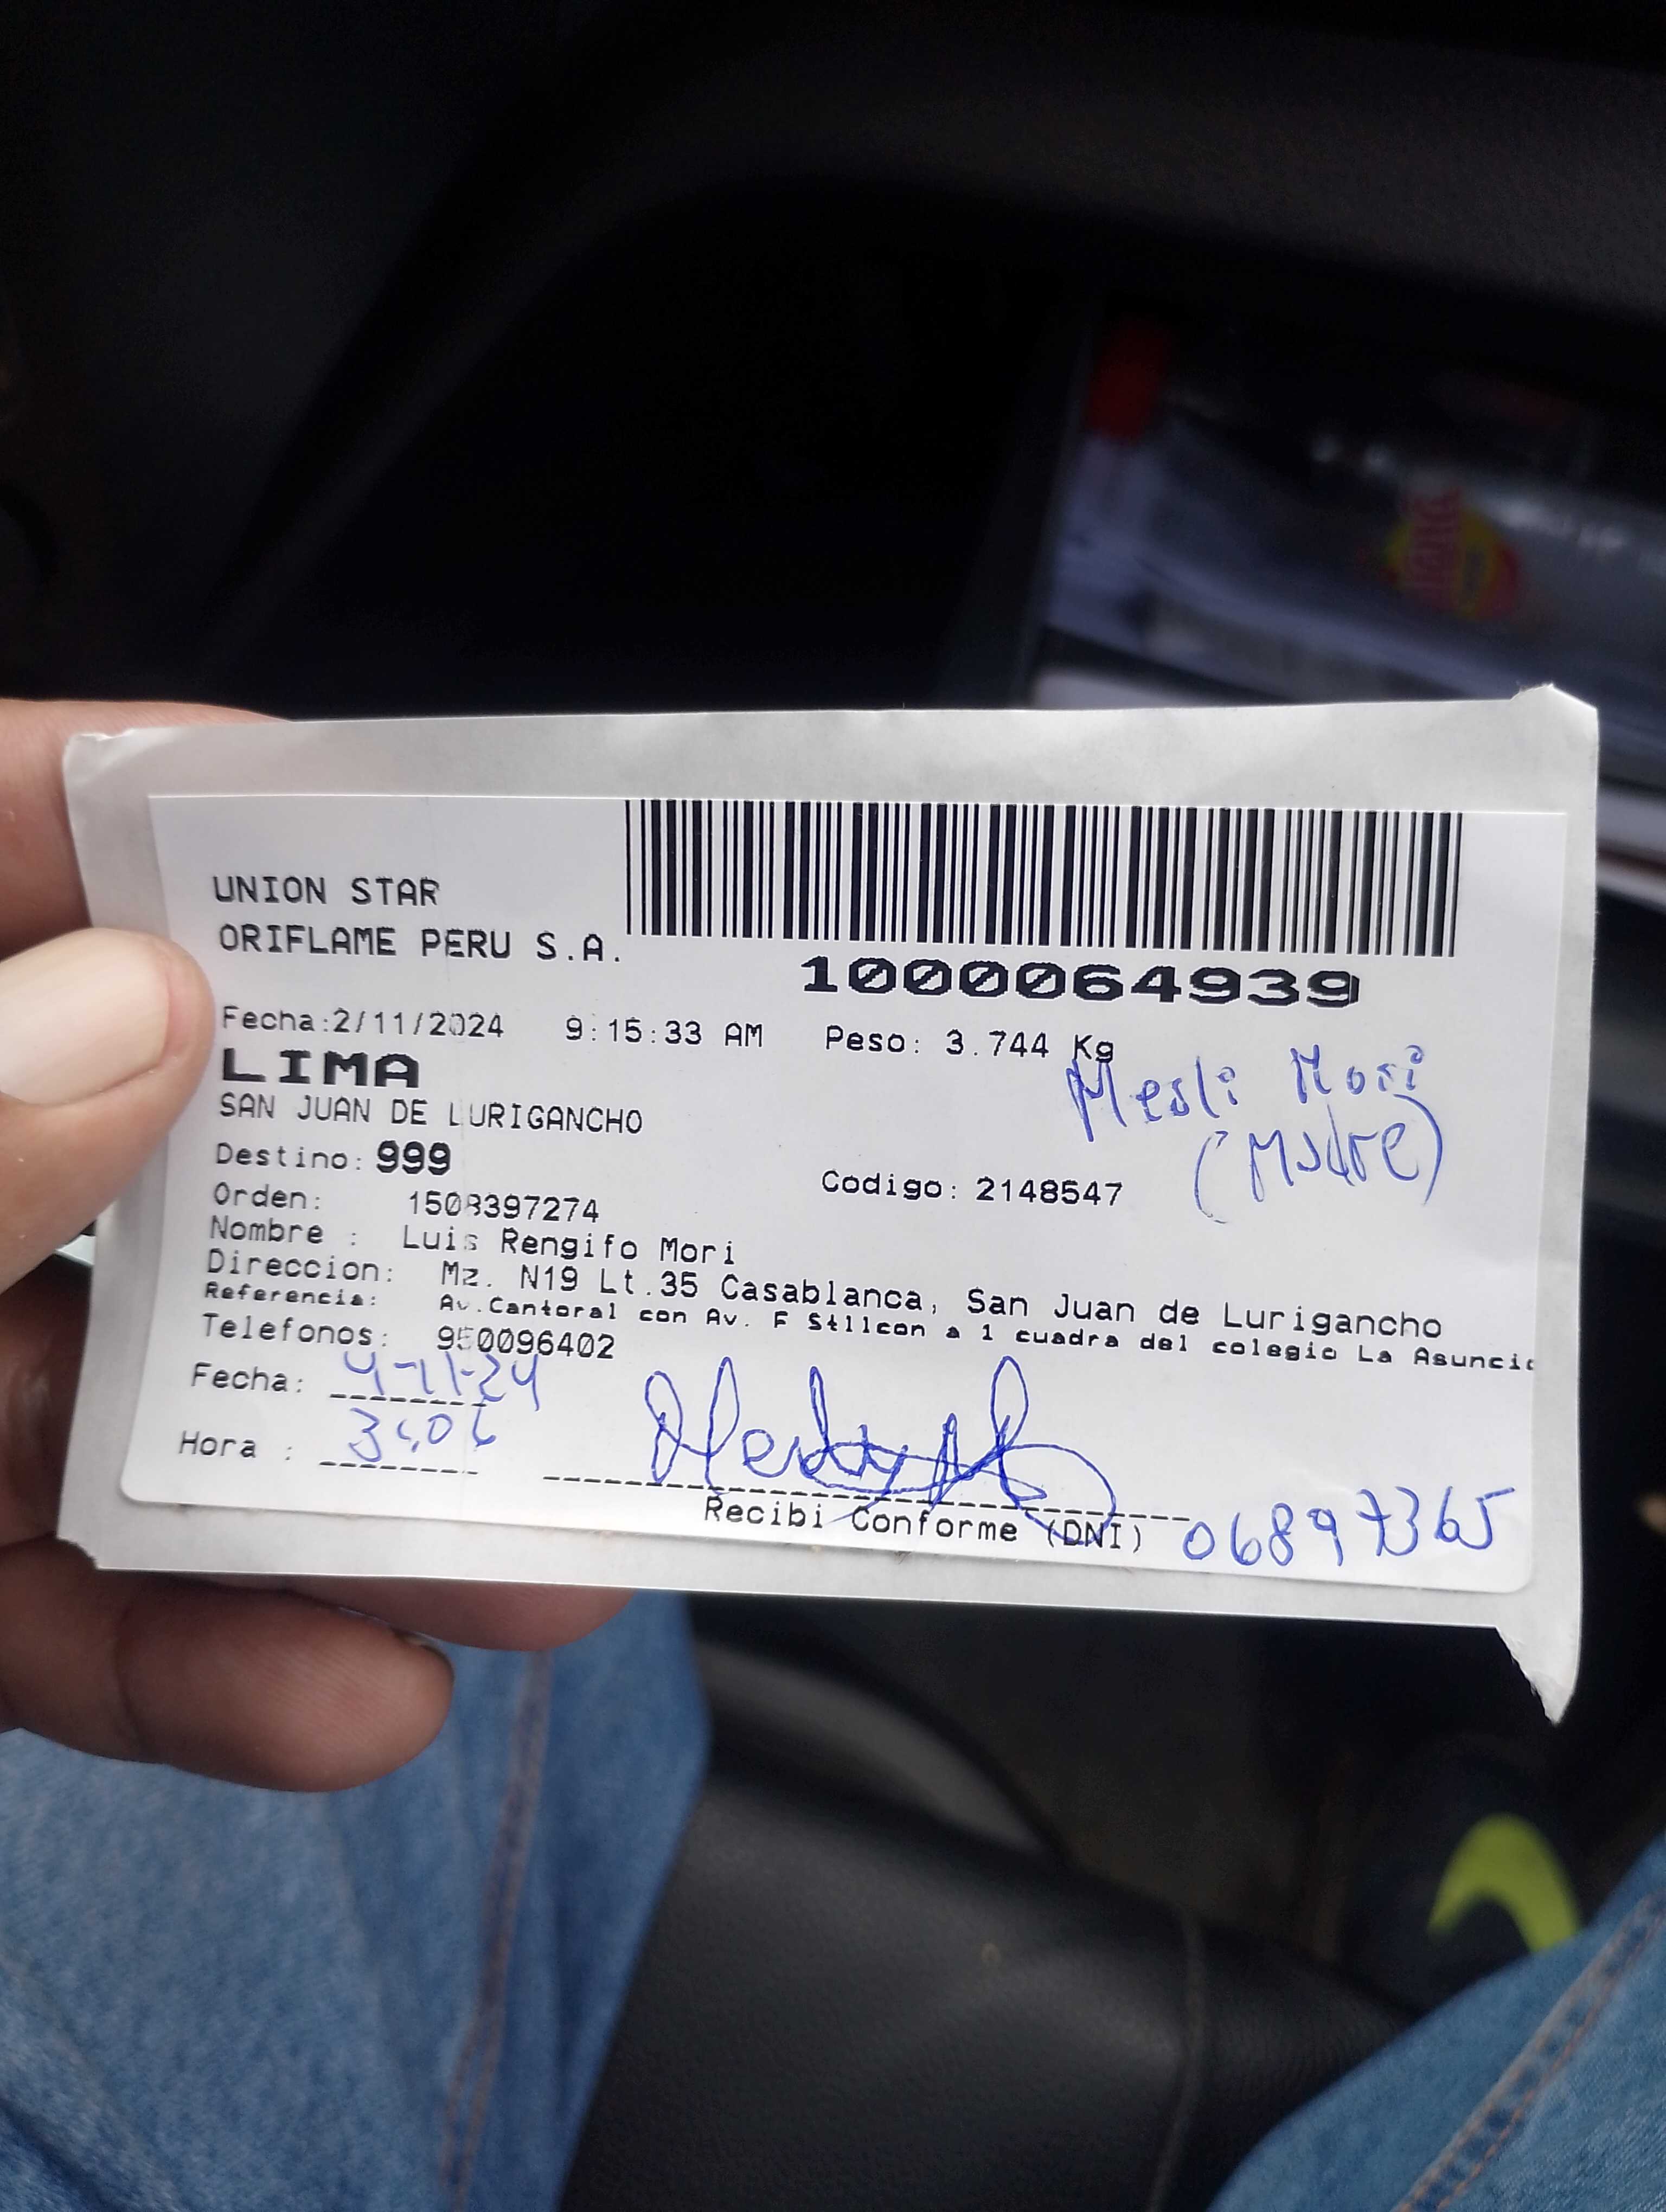 UNION STAR
ORIFLAME PERU S.A.
1000064939
Fecha:2/11/2024 9:15:33 AM Peso: 3.744 Kg
LIMA
SAN JUAN DE LURIGANCHO
Mesli Mori
(Madre)
Destino: 999
Codigo: 2148547
Orden: 1508397274
Nombre : Luis Rengifo Mori
Direccion: Mz. N19 Lt.35 Casablanca, San Juan de Lurigancho
Referencia: Av.Cantoral con Av. F a 1 cuadra del colegio La Asuncio
Telefonos: 950096402
Fecha: 4-11-24
Hora : 3:06
Recibi Conforme (DNI) 06897365